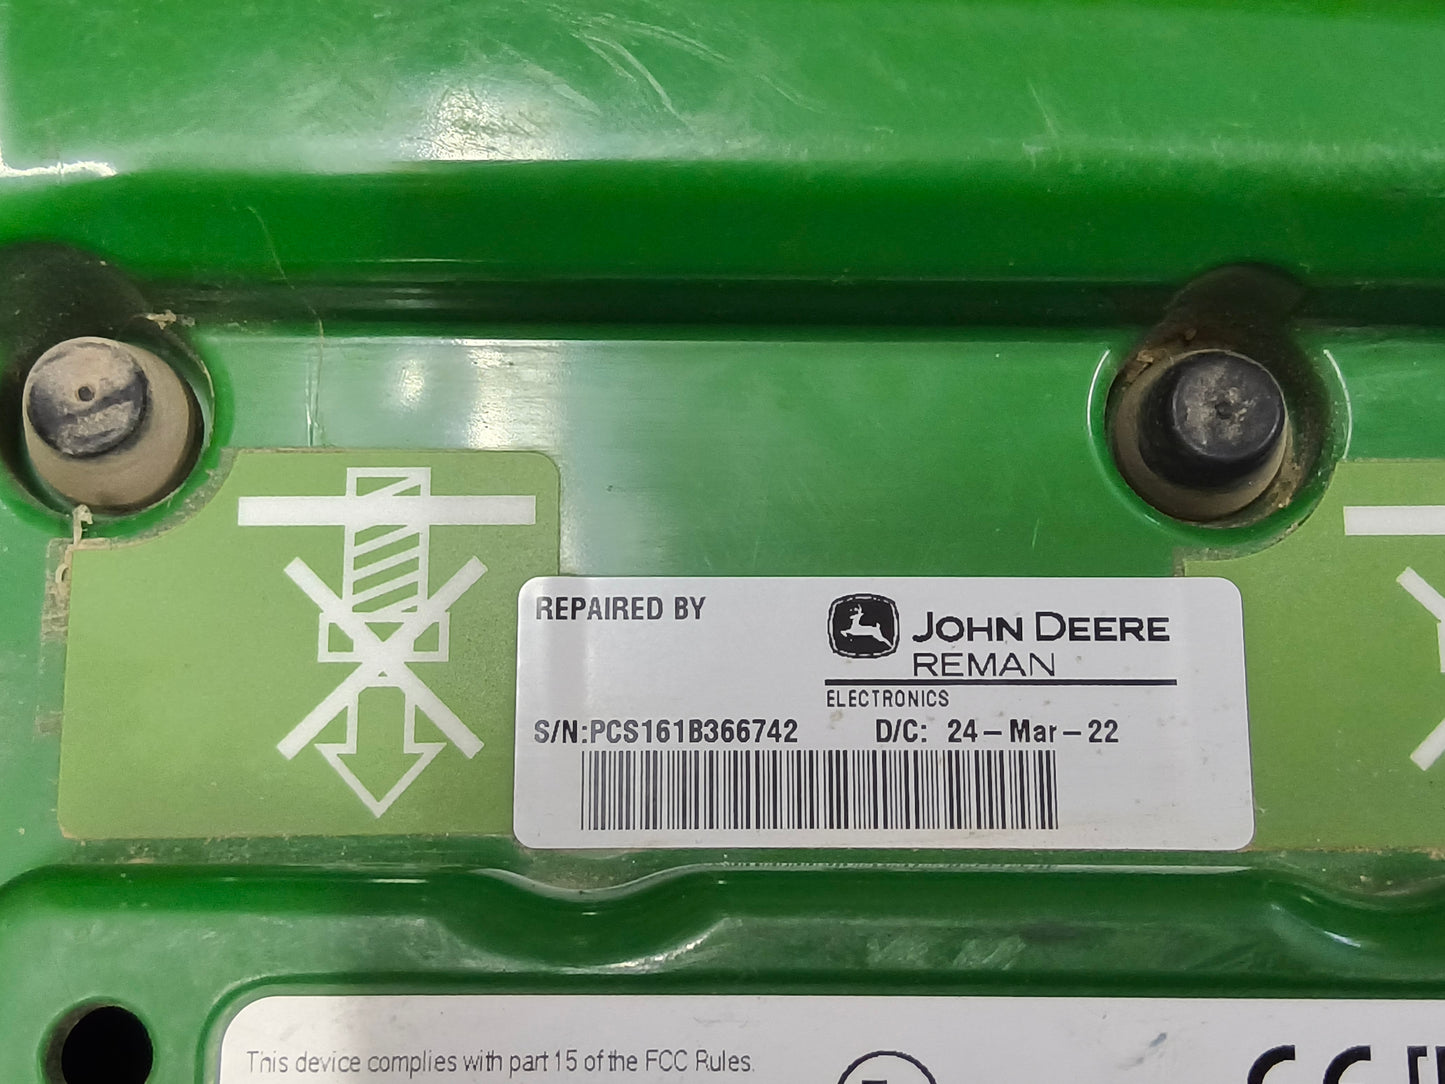 REPAIRED BY
JOHN DEERE
REMAN
ELECTRONICS
S/N:PCS161B366742 D/C: 24-Mar-22
This device complies with part 15 of the FCC Rules.